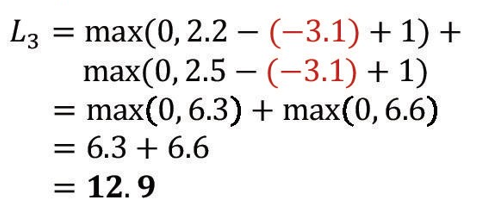 L₃ = max(0, 2.2 − (−3.1) + 1) +
max(0, 2.5 − (−3.1) + 1)
= max(0, 6.3) + max(0, 6.6)
= 6.3 + 6.6
= 12.9